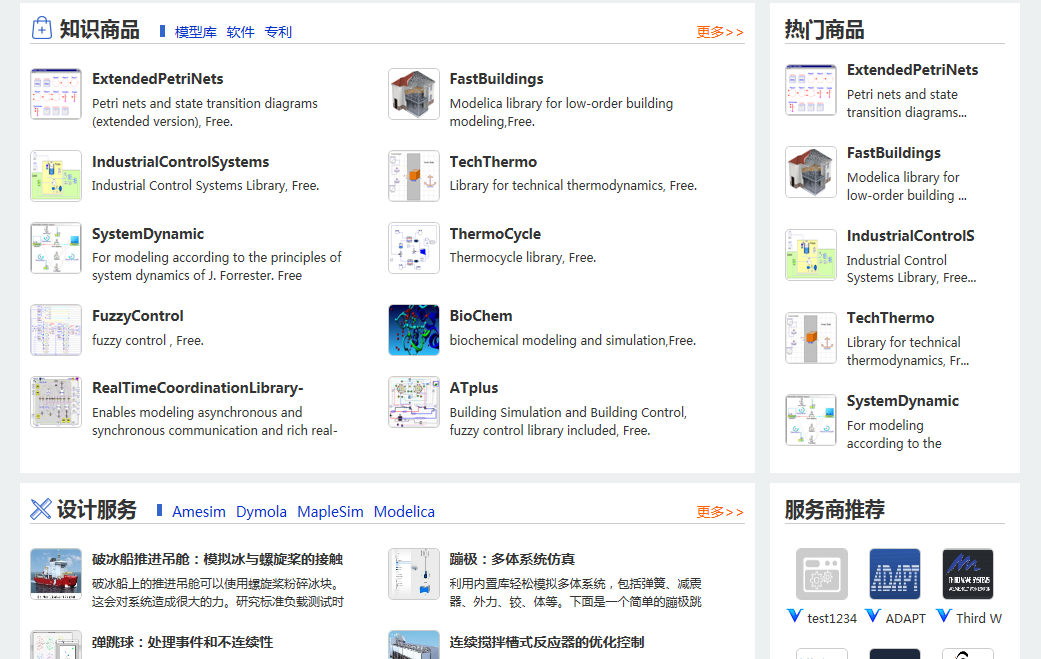 知识商品
模型库 软件 专利
更多>>
ExtendedPetriNets
Petri nets and state transition diagrams
(extended version), Free.
FastBuildings
Modelica library for low-order building
modeling,Free.
IndustrialControlSystems
Industrial Control Systems Library, Free.
TechThermo
Library for technical thermodynamics, Free.
SystemDynamic
For modeling according to the principles of
system dynamics of J. Forrester. Free
ThermoCycle
Thermocycle library, Free.
FuzzyControl
fuzzy control , Free.
BioChem
biochemical modeling and simulation,Free.
RealTimeCoordinationLibrary-
Enables modeling asynchronous and
synchronous communication and rich real-
ATplus
Building Simulation and Building Control,
fuzzy control library included, Free.
热门商品
ExtendedPetriNets
Petri nets and state
transition diagrams...
FastBuildings
Modelica library for
low-order building ...
IndustrialControlS
Industrial Control
Systems Library, Free...
TechThermo
Library for technical
thermodynamics, Fr...
SystemDynamic
For modeling
according to the
设计服务
Amesim Dymola MapleSim Modelica
更多>>
破冰船推进吊舱：模拟冰与螺旋桨的接触
破冰船上的推进吊舱可以使用螺旋桨粉碎冰块。
这会对系统造成很大的力。研究标准负载测试时
蹦极：多体系统仿真
利用内置库轻松模拟多体系统，包括弹簧、减震
器、外力、铰、体等。下面是一个简单的蹦极跳
弹跳球：处理事件和不连续性
连续搅拌槽式反应器的优化控制
服务商推荐
ADAPT
test1234
ADAPT
Third W